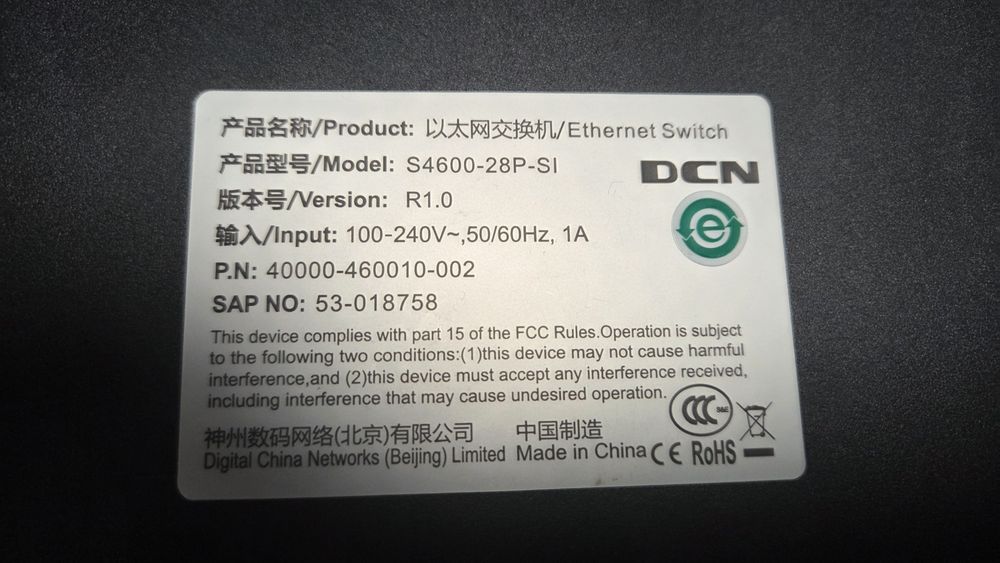 产品名称/Product: 以太网交换机/Ethernet Switch
产品型号/Model: S4600-28P-SI
DCN
版本号/Version: R1.0
e
输入/Input: 100-240V~,50/60Hz, 1A
P.N: 40000-460010-002
SAP NO: 53-018758
This device complies with part 15 of the FCC Rules.Operation is subject
to the following two conditions:(1)this device may not cause harmful
interference,and (2)this device must accept any interference received,
including interference that may cause undesired operation.
CCC S&E
神州数码网络(北京)有限公司 中国制造
Digital China Networks (Beijing) Limited Made in China CE RoHS